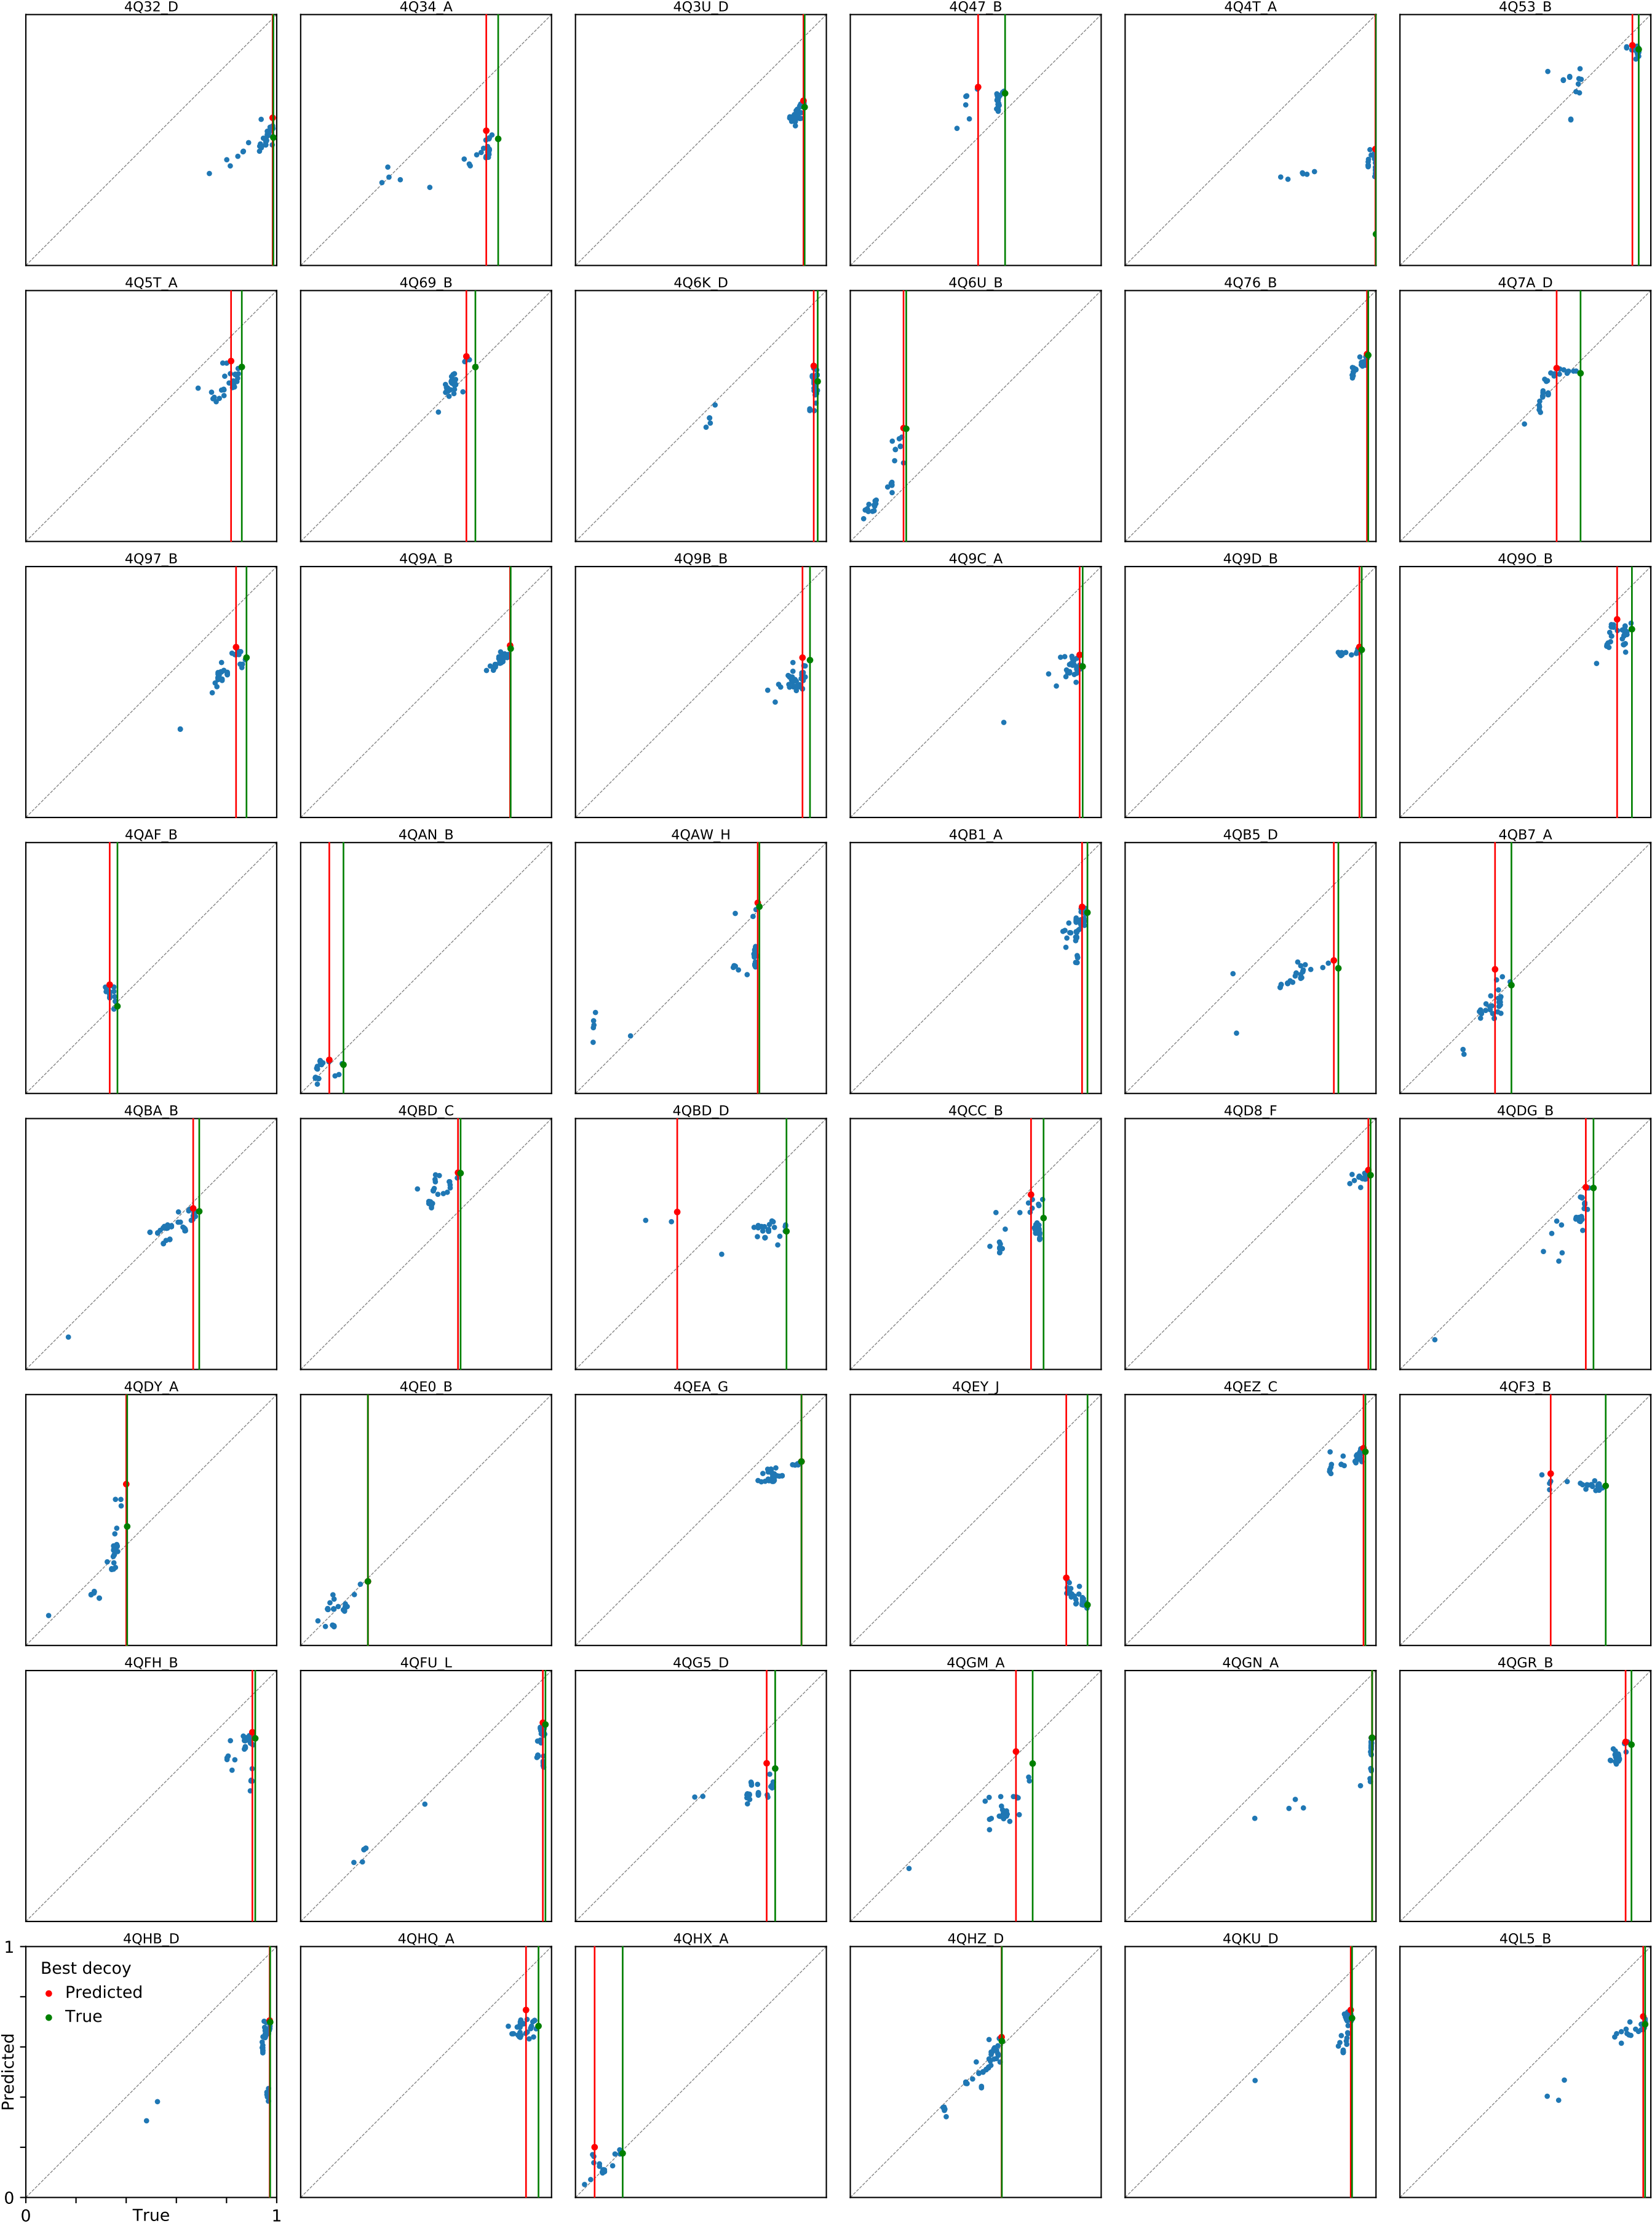 4Q32_D
4Q34_A
4Q3U_D
4Q47_B
4Q4T_A
4Q53_B
4Q5T_A
4Q69_B
4Q6K_D
4Q6U_B
4Q76_B
4Q7A_D
4Q97_B
4Q9A_B
4Q9B_B
4Q9C_A
4Q9D_B
4Q9O_B
4QAF_B
4QAN_B
4QAW_H
4QB1_A
4QB5_D
4QB7_A
4QBA_B
4QBD_C
4QBD_D
4QCC_B
4QD8_F
4QDG_B
4QDY_A
4QE0_B
4QEA_G
4QEY_J
4QEZ_C
4QF3_B
4QFH_B
4QFU_L
4QG5_D
4QGM_A
4QGN_A
4QGR_B
4QHB_D
4QHQ_A
4QHX_A
4QHZ_D
4QKU_D
4QL5_B
1
Best decoy
Predicted
True
Predicted
0
0
True
1